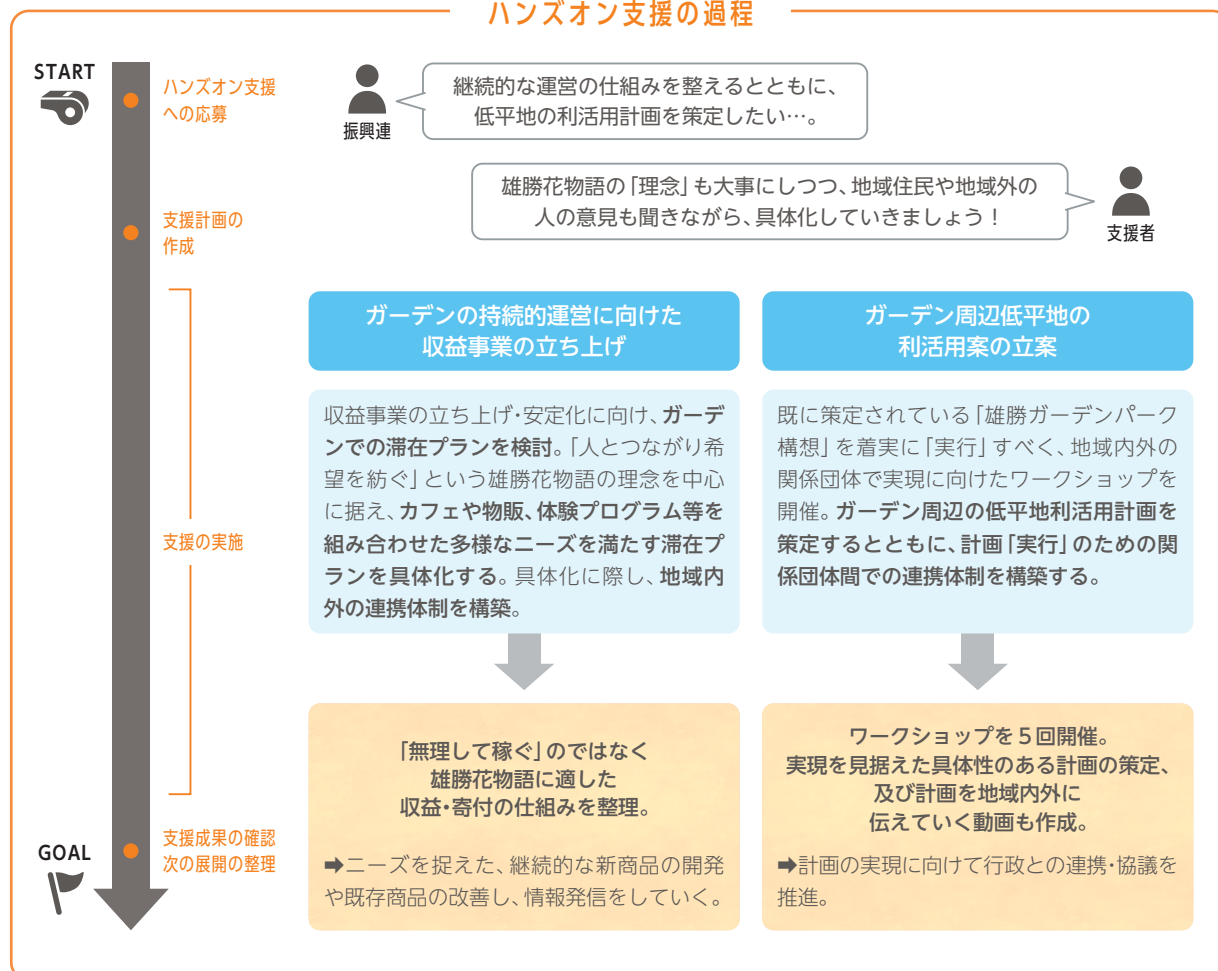 ハンズオン支援の過程
START
ハンズオン支援
への応募
振興連
継続的な運営の仕組みを整えるとともに、
低平地の利活用計画を策定したい…。
雄勝花物語の「理念」も大事にしつつ、地域住民や地域外の
人の意見も聞きながら、具体化していきましょう！
支援者
支援計画の
作成
支援の実施
ガーデンの持続的運営に向けた
収益事業の立ち上げ
収益事業の立ち上げ・安定化に向け、ガーデ
ンでの滞在プランを検討。「人とつながり希
望を紡ぐ」という雄勝花物語の理念を中心
に据え、カフェや物販、体験プログラム等を
組み合わせた多様なニーズを満たす滞在プ
ランを具体化する。具体化に際し、地域内
外の連携体制を構築。
「無理して稼ぐ」のではなく
雄勝花物語に適した
収益・寄付の仕組みを整理。
➡ニーズを捉えた、継続的な新商品の開発
や既存商品の改善し、情報発信をしていく。
ガーデン周辺低平地の
利活用案の立案
既に策定されている「雄勝ガーデンパーク
構想」を着実に「実行」すべく、地域内外の
関係団体で実現に向けたワークショップを
開催。ガーデン周辺の低平地利活用計画を
策定するとともに、計画「実行」のための関
係団体間での連携体制を構築する。
ワークショップを５回開催。
実現を見据えた具体性のある計画の策定、
及び計画を地域内外に
伝えていく動画も作成。
➡計画の実現に向けて行政との連携・協議を
推進。
GOAL
支援成果の確認
次の展開の整理